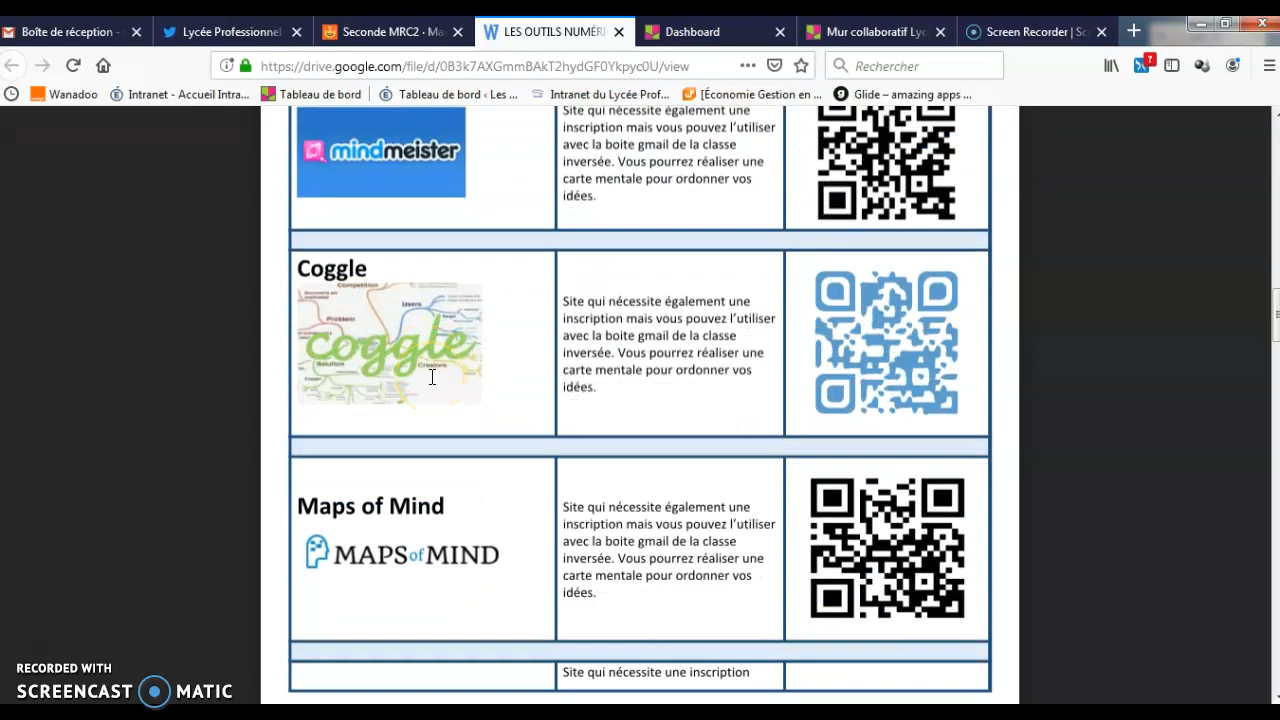 Boîte de réception -
Lycée Professionnel
Seconde MRC2 · Ma
LES OUTILS NUMÉRI
Dashboard
Mur collaboratif Lyc
Screen Recorder | Sc
https://drive.google.com/file/d/
/view
Rechercher
?
Wanadoo
Intranet - Accueil Intra...
Tableau de bord
Tableau de bord ‹ Les ...
Intranet du Lycée Prof...
[Économie Gestion en ...
Glide – amazing apps ...
mindmeister
Site qui nécessite également une
inscription mais vous pouvez l'utiliser
avec la boite gmail de la classe
inversée. Vous pourrez réaliser une
carte mentale pour ordonner vos
idées.
Coggle
Competition
Users
Problem
coggle
Solution
Creators
Site qui nécessite également une
inscription mais vous pouvez l'utiliser
avec la boite gmail de la classe
inversée. Vous pourrez réaliser une
carte mentale pour ordonner vos
idées.
Maps of Mind
MAPS of MIND
Site qui nécessite également une
inscription mais vous pouvez l'utiliser
avec la boite gmail de la classe
inversée. Vous pourrez réaliser une
carte mentale pour ordonner vos
idées.
Site qui nécessite une inscription
RECORDED WITH
SCREENCAST MATIC